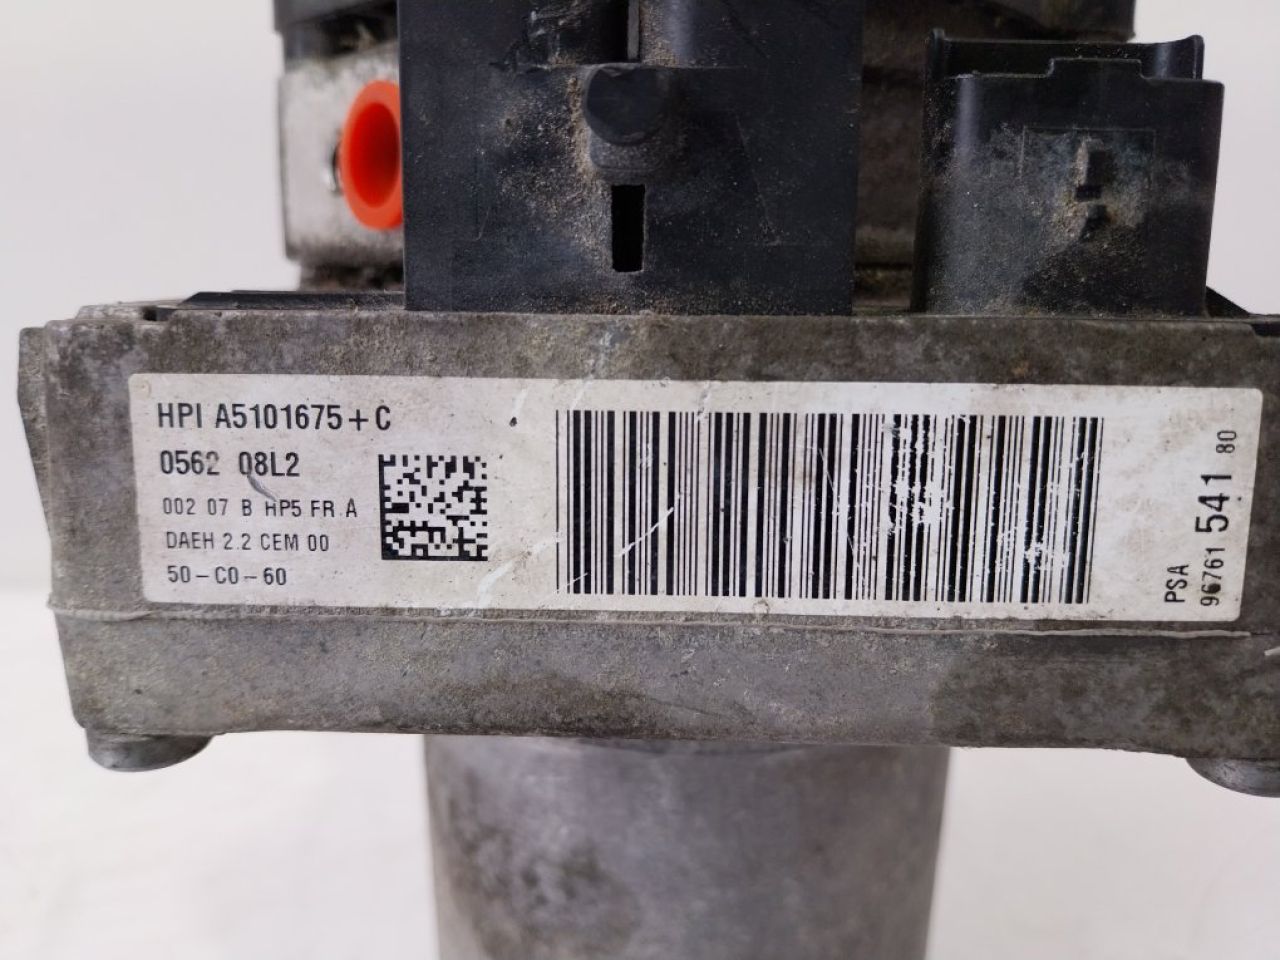 HPI A5101675+C
0562 08L2
002 07 B HP5 FR.A
DAEH 2.2 CEM 00
50-C0-60
PSA
96761 541 80